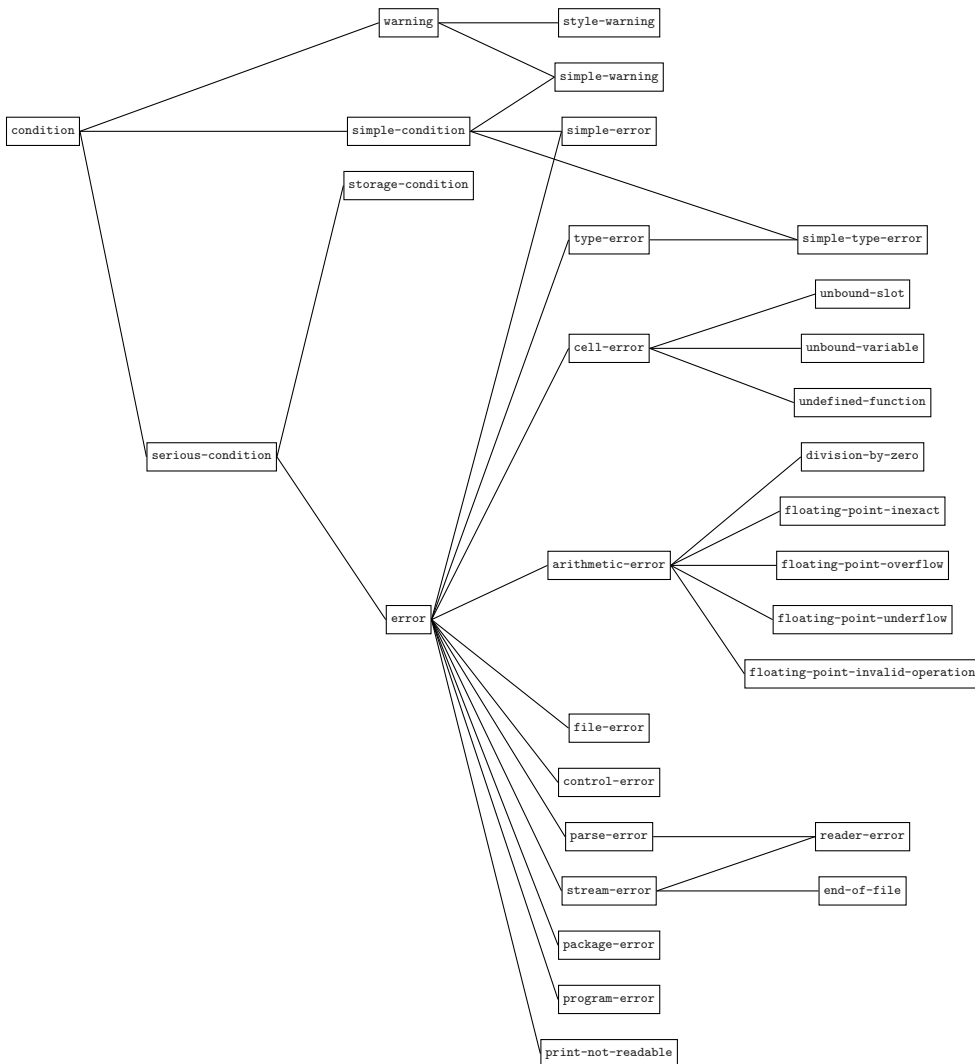 warning
style-warning
simple-warning
condition
simple-condition
simple-error
storage-condition
type-error
simple-type-error
unbound-slot
cell-error
unbound-variable
undefined-function
serious-condition
division-by-zero
floating-point-inexact
arithmetic-error
floating-point-overflow
error
floating-point-underflow
floating-point-invalid-operation
file-error
control-error
parse-error
reader-error
stream-error
end-of-file
package-error
program-error
print-not-readable